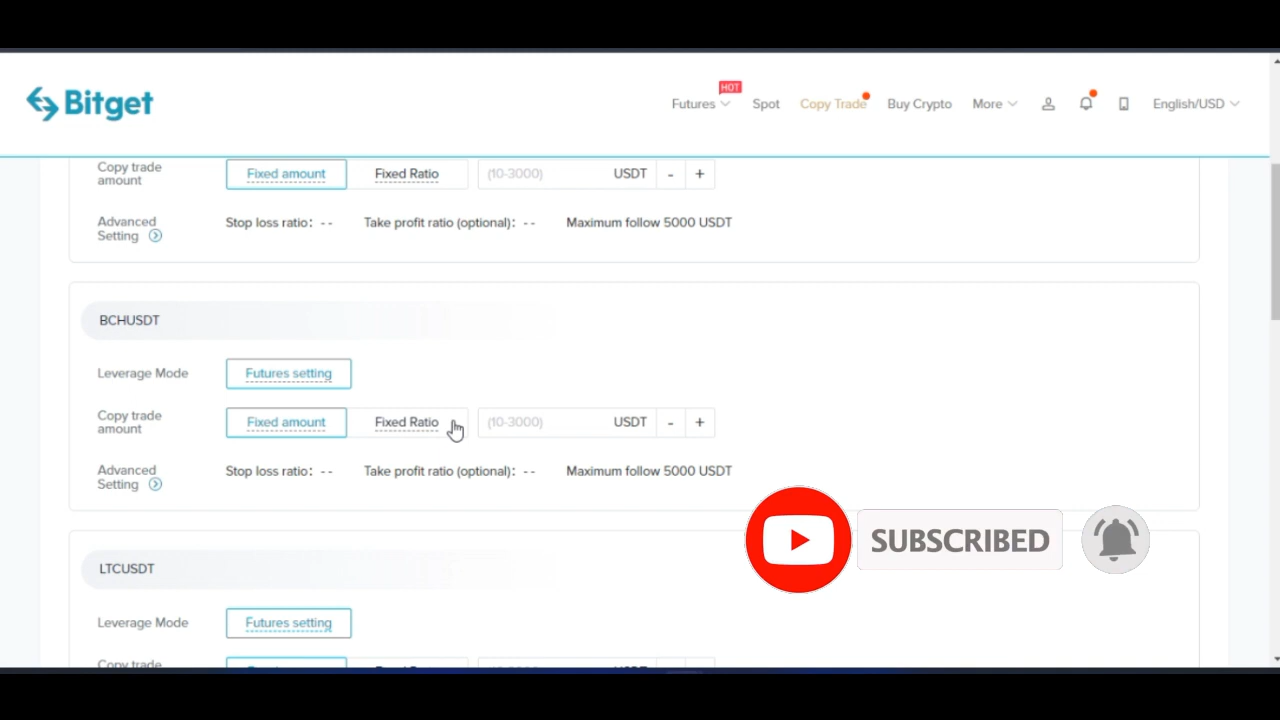 Bitget
HOT
Futures Spot Copy Trade Buy Crypto More English/USD
Copy trade amount Fixed amount Fixed Ratio (10-3000) USDT - +
Advanced Setting Stop loss ratio: -- Take profit ratio (optional): -- Maximum follow 5000 USDT
BCHUSDT
Leverage Mode Futures setting
Copy trade amount Fixed amount Fixed Ratio (10-3000) USDT - +
Advanced Setting Stop loss ratio: -- Take profit ratio (optional): -- Maximum follow 5000 USDT
SUBSCRIBED
LTCUSDT
Leverage Mode Futures setting
Copy trade